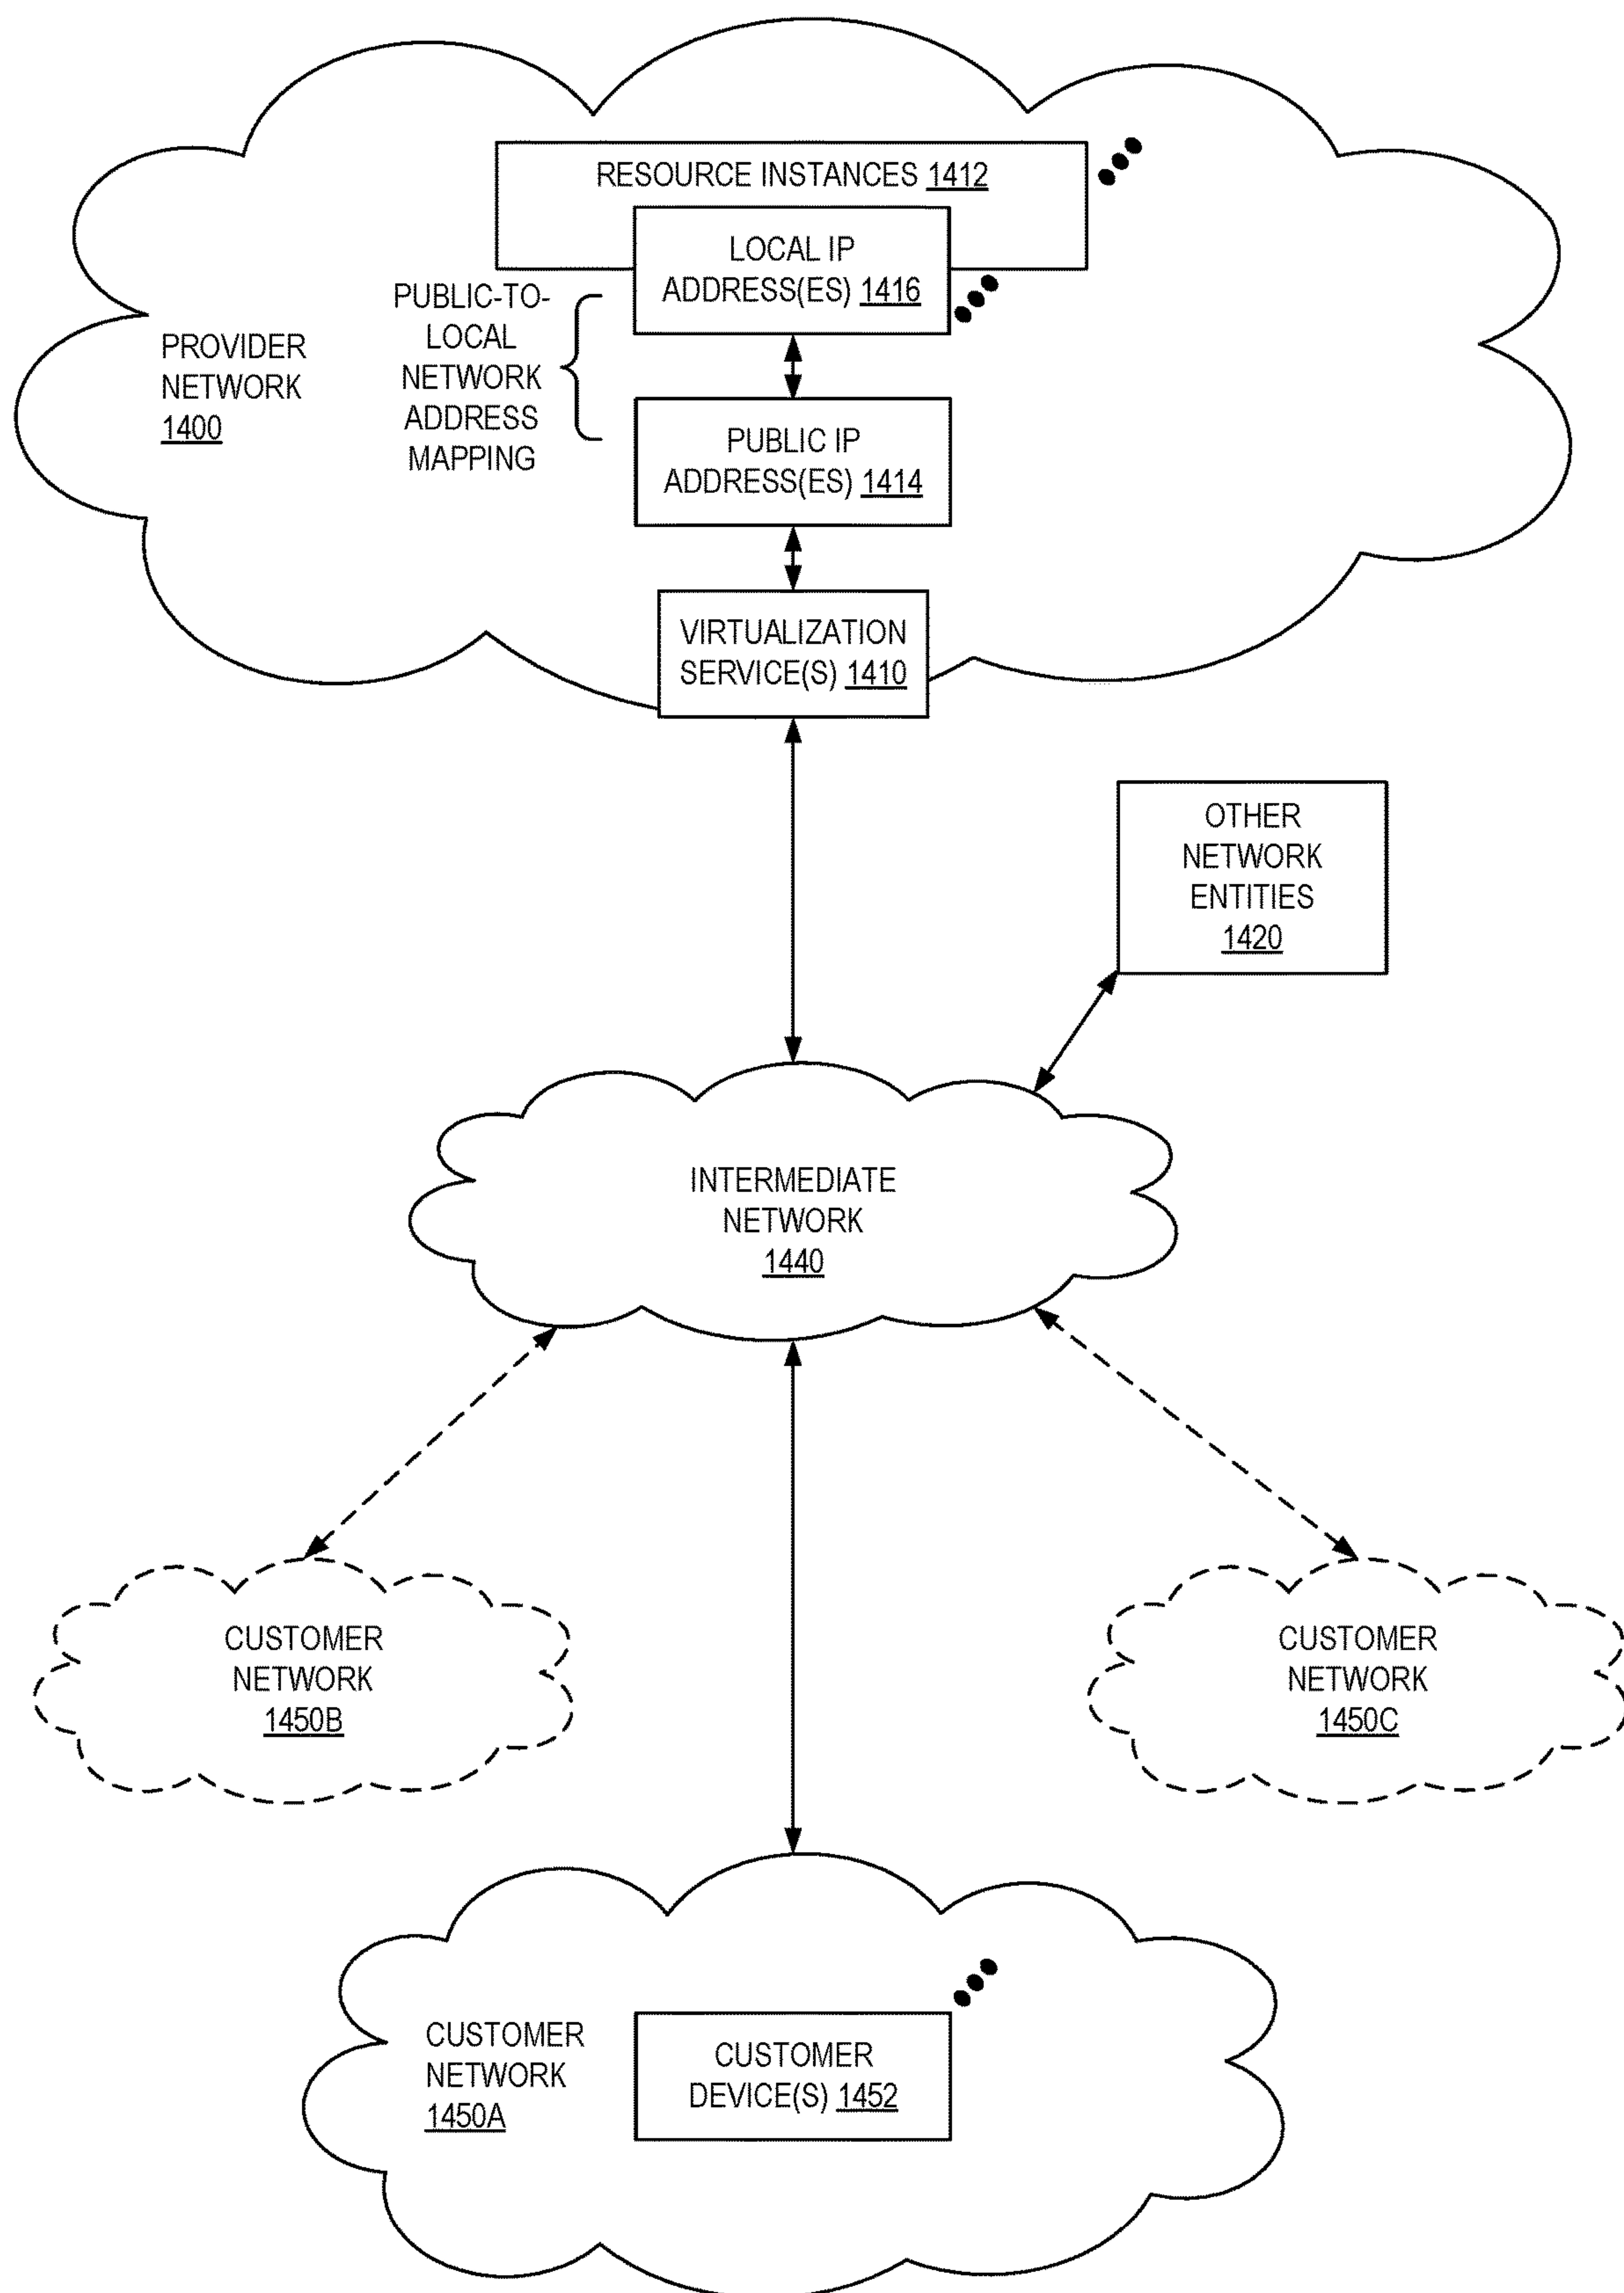 RESOURCE INSTANCES 1412
LOCAL IP
ADDRESS(ES) 1416
PUBLIC-TO-
LOCAL
NETWORK
ADDRESS
MAPPING
PROVIDER
NETWORK
1400
PUBLIC IP
ADDRESS(ES) 1414
VIRTUALIZATION
SERVICE(S) 1410
OTHER
NETWORK
ENTITIES
1420
INTERMEDIATE
NETWORK
1440
CUSTOMER
NETWORK
1450B
CUSTOMER
NETWORK
1450C
CUSTOMER
NETWORK
1450A
CUSTOMER
DEVICE(S) 1452